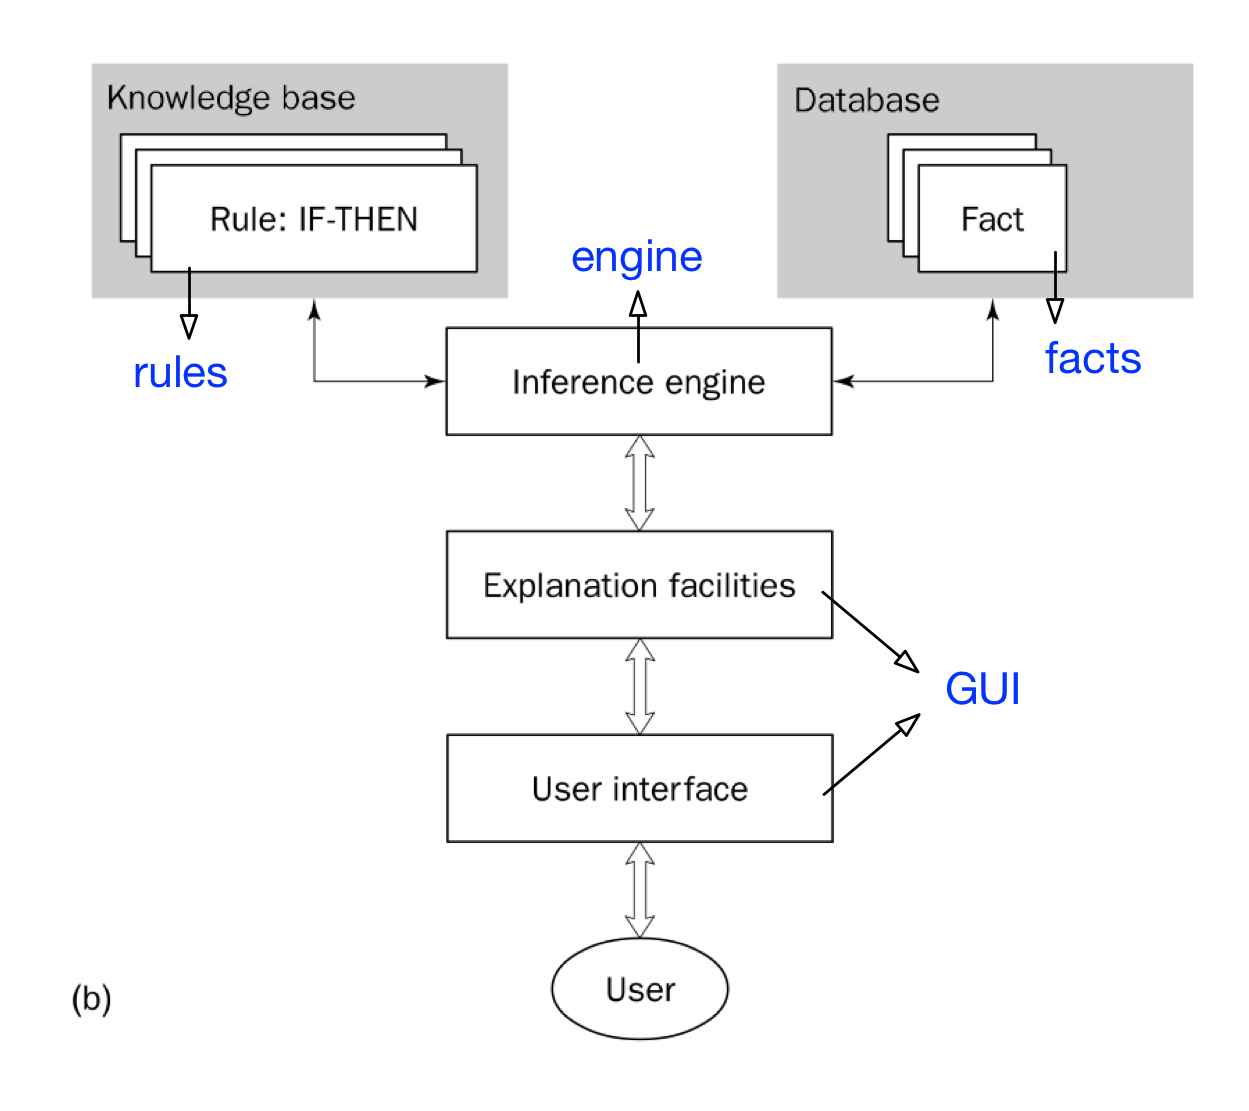 Knowledge base
Database
Rule: IF-THEN
Fact
engine
rules
facts
Inference engine
Explanation facilities
GUI
User interface
User
(b)